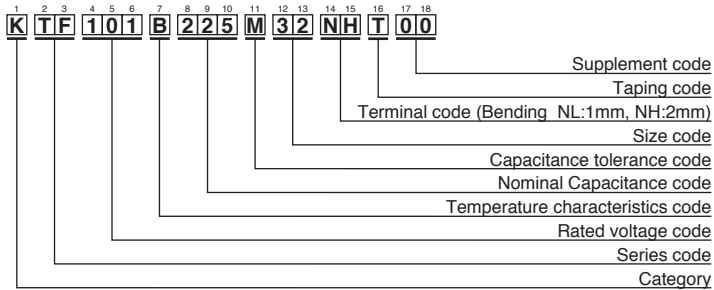 1 2 3 4 5 6 7 8 9 10 11 12 13 14 15 16 17 18
K TF 101 B 225 M 32 NH T 00
Supplement code
Taping code
Terminal code (Bending NL:1mm, NH:2mm)
Size code
Capacitance tolerance code
Nominal Capacitance code
Temperature characteristics code
Rated voltage code
Series code
Category